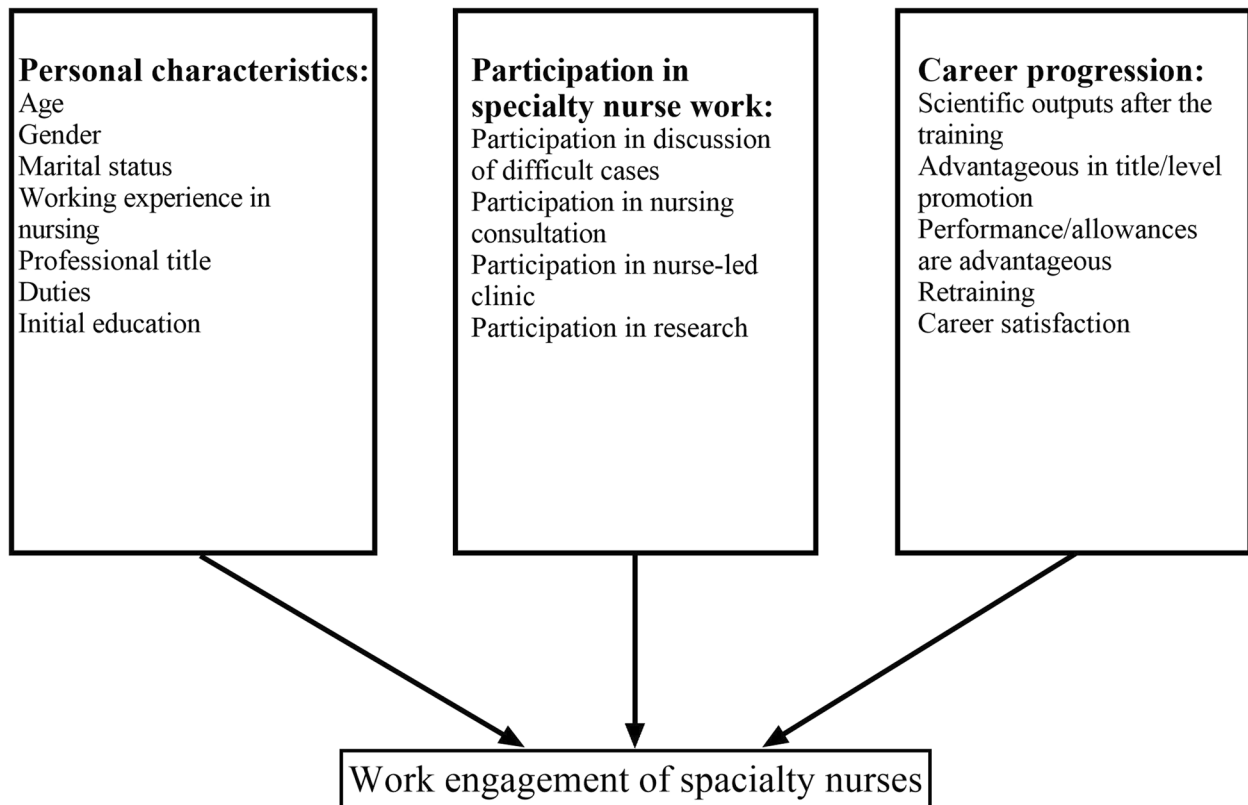 Personal characteristics:
Age
Gender
Marital status
Working experience in
nursing
Professional title
Duties
Initial education
Participation in
specialty nurse work:
Participation in discussion
of difficult cases
Participation in nursing
consultation
Participation in nurse-led
clinic
Participation in research
Career progression:
Scientific outputs after the
training
Advantageous in title/level
promotion
Performance/allowances
are advantageous
Retraining
Career satisfaction
Work engagement of spacialty nurses